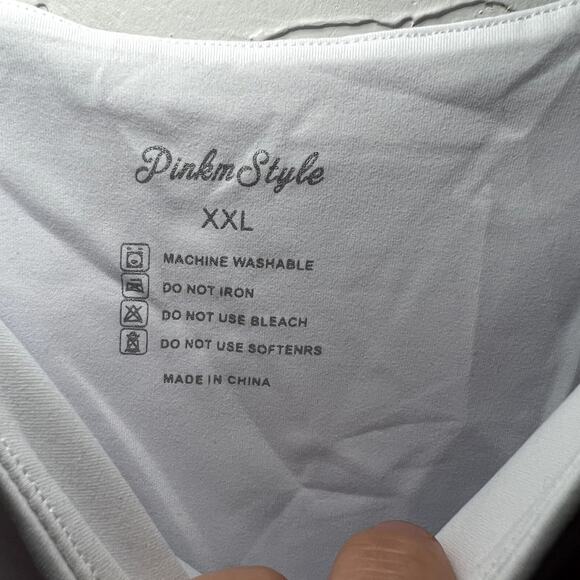 PinkmStyle
XXL
MACHINE WASHABLE
DO NOT IRON
DO NOT USE BLEACH
DO NOT USE SOFTENRS
MADE IN CHINA